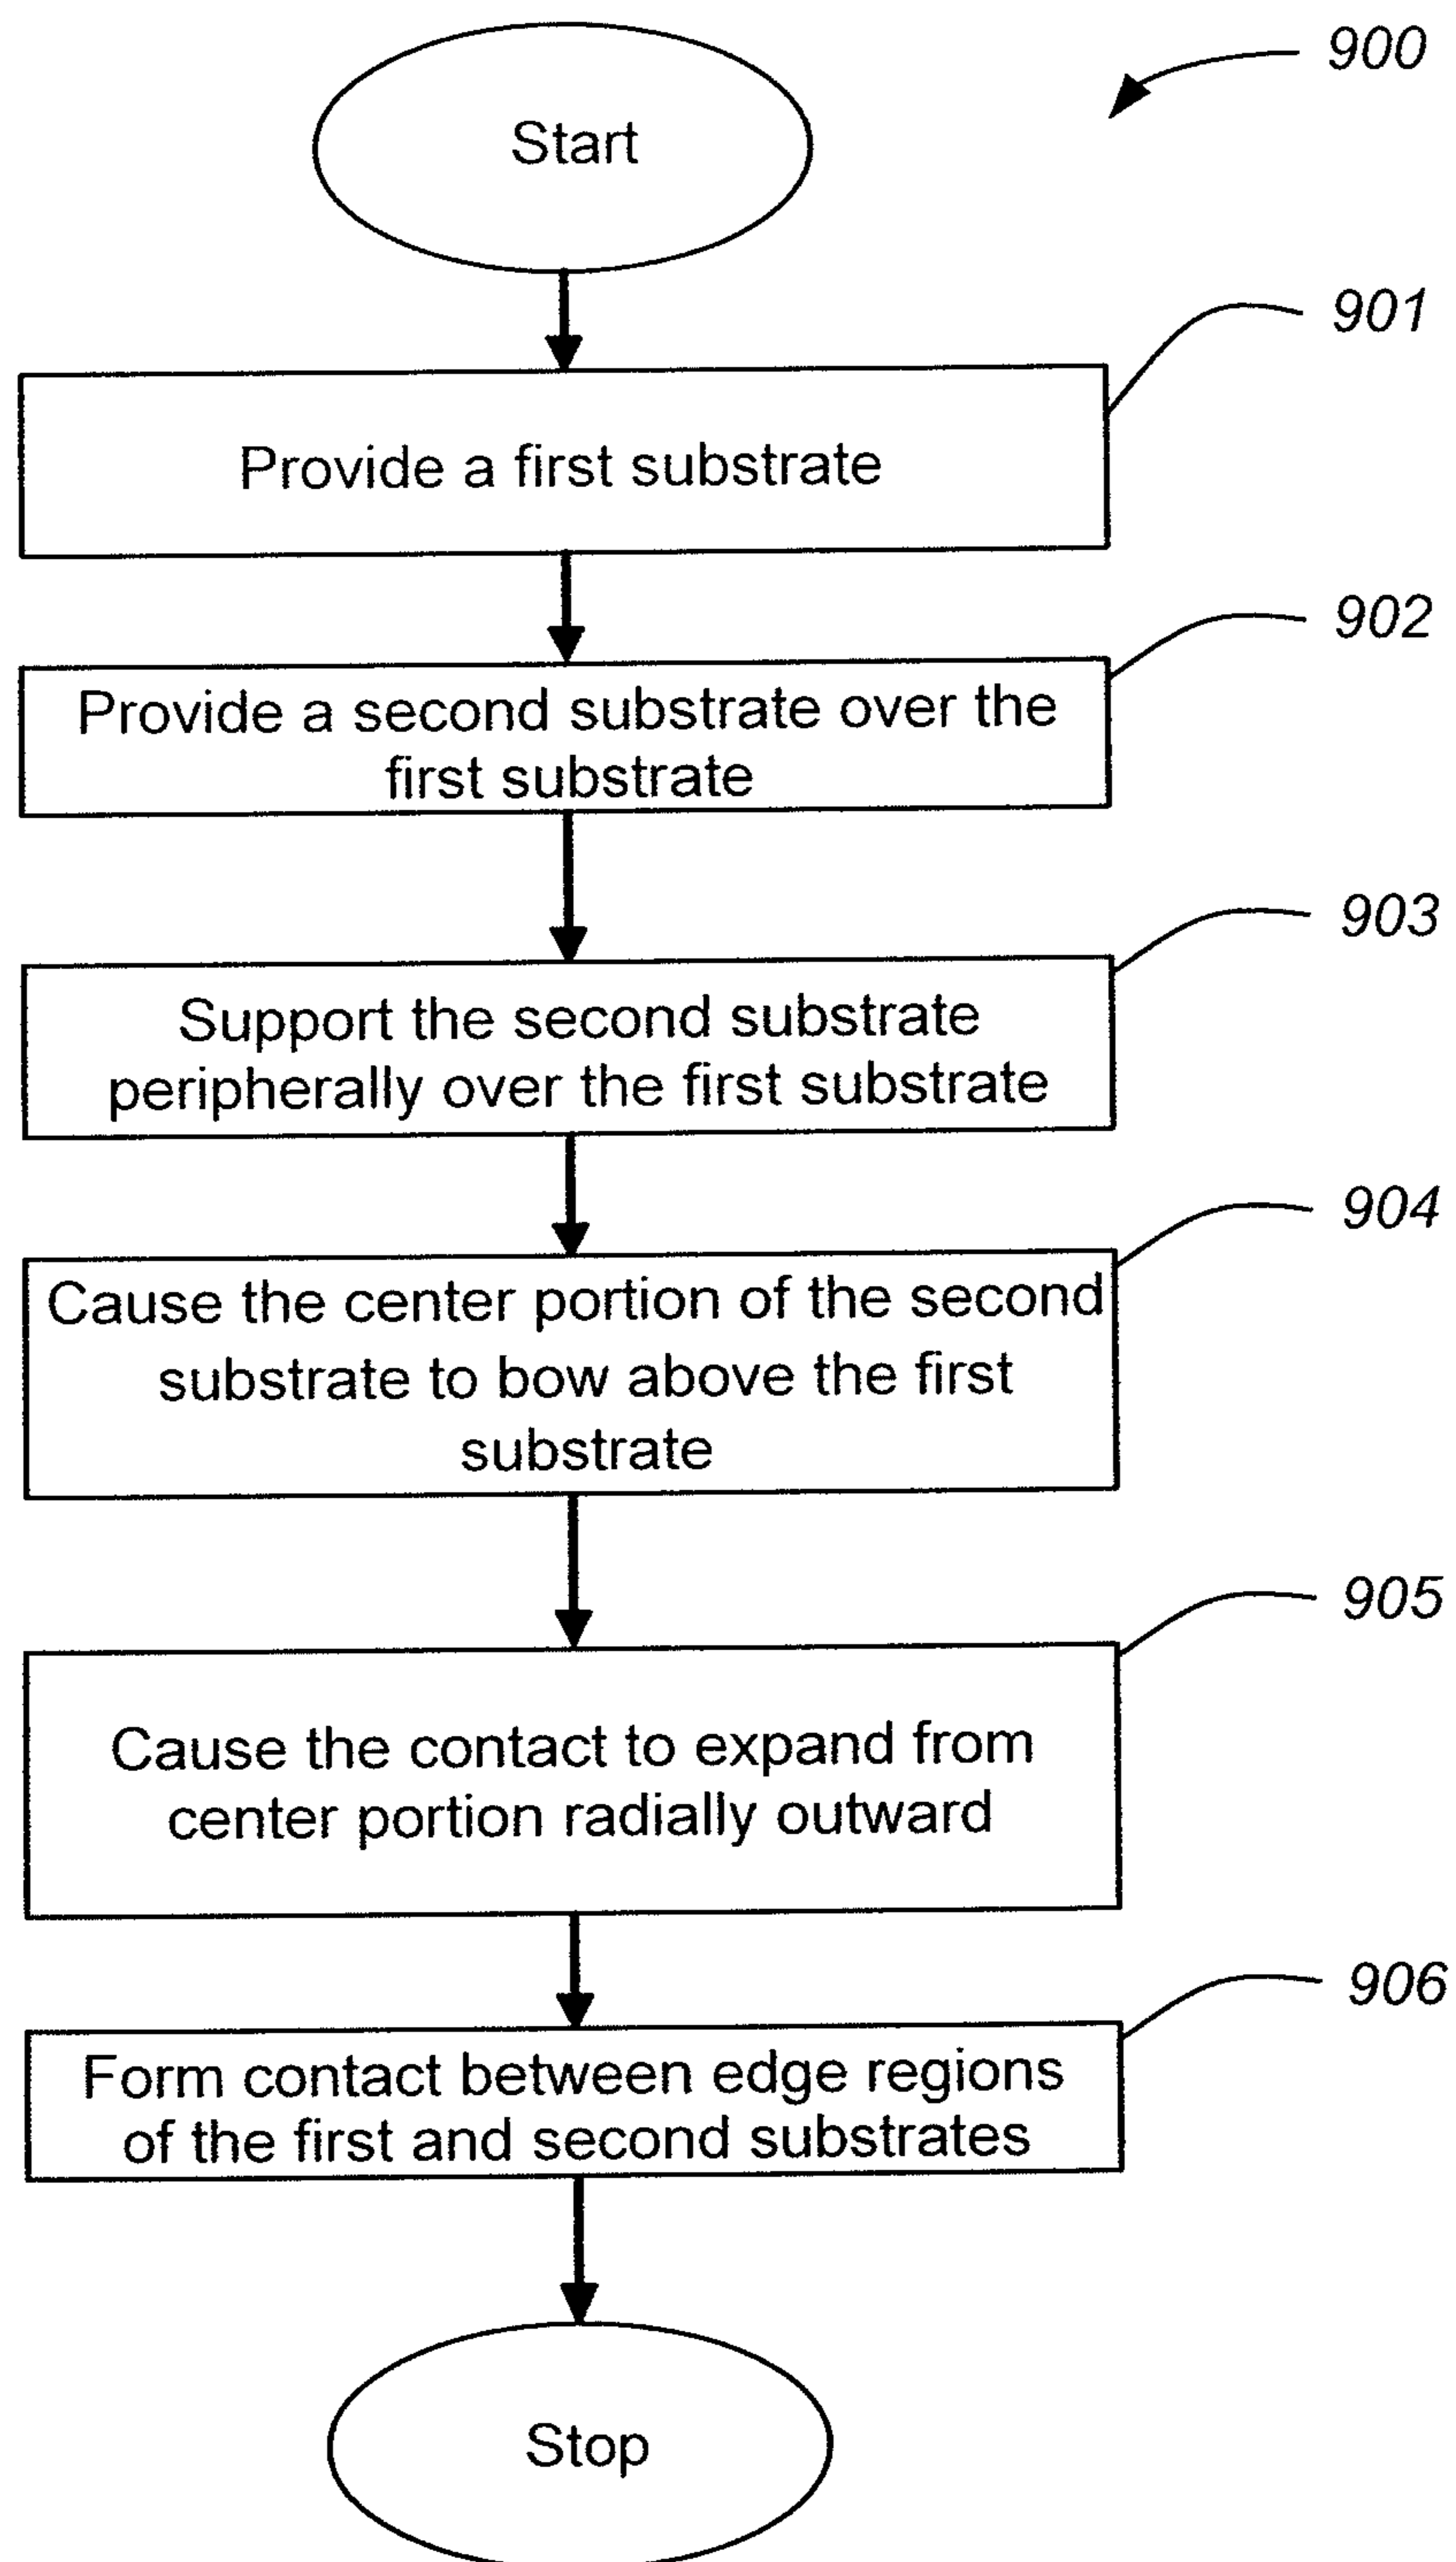 900
Start
901
Provide a first substrate
902
Provide a second substrate over the
first substrate
903
Support the second substrate
peripherally over the first substrate
904
Cause the center portion of the second
substrate to bow above the first
substrate
905
Cause the contact to expand from
center portion radially outward
906
Form contact between edge regions
of the first and second substrates
Stop